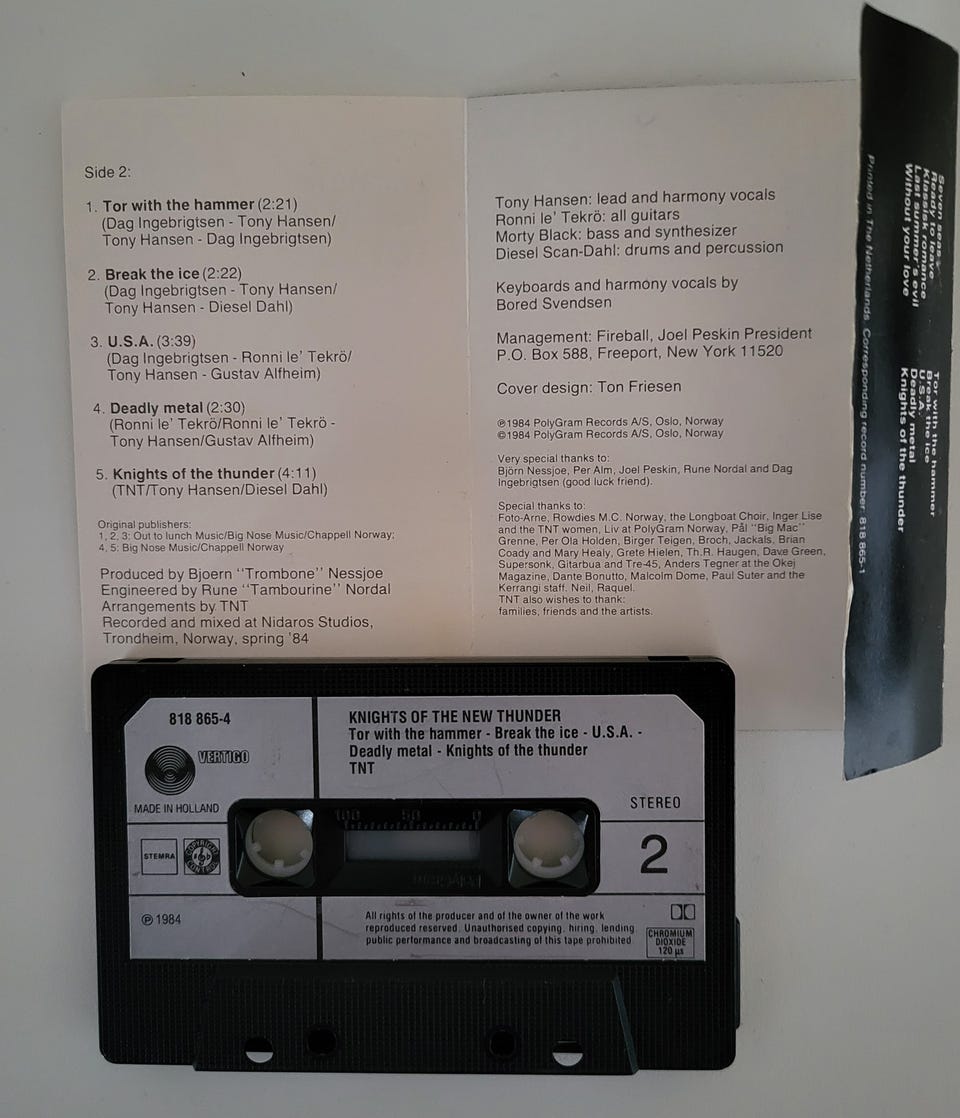 Side 2:
1. Tor with the hammer (2:21)
(Dag Ingebrigtsen - Tony Hansen/
Tony Hansen - Dag Ingebrigtsen)
2. Break the ice (2:22)
(Dag Ingebrigtsen - Tony Hansen/
Tony Hansen - Diesel Dahl)
3. U.S.A. (3:39)
(Dag Ingebrigtsen - Ronni le' Tekrö/
Tony Hansen - Gustav Alfheim)
4. Deadly metal (2:30)
(Ronni le' Tekrö/Ronni le' Tekrö -
Tony Hansen/Gustav Alfheim)
5. Knights of the thunder (4:11)
(TNT/Tony Hansen/Diesel Dahl)
Original publishers:
1, 2, 3: Out to lunch Music/Big Nose Music/Chappell Norway;
4, 5: Big Nose Music/Chappell Norway
Produced by Bjoern "Trombone" Nessjoe
Engineered by Rune "Tambourine" Nordal
Arrangements by TNT
Recorded and mixed at Nidaros Studios,
Trondheim, Norway, spring '84
Tony Hansen: lead and harmony vocals
Ronni le' Tekrö: all guitars
Morty Black: bass and synthesizer
Diesel Scan-Dahl: drums and percussion
Keyboards and harmony vocals by
Bored Svendsen
Management: Fireball, Joel Peskin President
P.O. Box 588, Freeport, New York 11520
Cover design: Ton Friesen
℗1984 PolyGram Records A/S, Oslo, Norway
©1984 PolyGram Records A/S, Oslo, Norway
Very special thanks to:
Björn Nessjoe, Per Alm, Joel Peskin, Rune Nordal and Dag
Ingebrigtsen (good luck friend).
Special thanks to:
Foto-Arne, Rowdies M.C. Norway, the Longboat Choir, Inger Lise
and the TNT women, Liv at PolyGram Norway, Pål "Big Mac"
Grenne, Per Ola Holden, Birger Teigen, Broch, Jackals, Brian
Coady and Mary Healy, Grete Hielen, Th.R. Haugen, Dave Green,
Supersonk, Gitarbua and Tre-45, Anders Tegner at the Okej
Magazine, Dante Bonutto, Malcolm Dome, Paul Suter and the
Kerrangi staff. Neil, Raquel.
TNT also wishes to thank:
families, friends and the artists.
Seven seas
Ready to leave
Klassisk romance
Last summer's evil
Without your love
Tor with the hammer
Break the ice
U.S.A.
Deadly metal
Knights of the thunder
Printed in The Netherlands. Corresponding record number: 818 865-1
818 865-4
VERTIGO
MADE IN HOLLAND
STEMRA
COPYRIGHT CONTROL
℗ 1984
KNIGHTS OF THE NEW THUNDER
Tor with the hammer - Break the ice - U.S.A. -
Deadly metal - Knights of the thunder
TNT
STEREO
2
100 50 0
All rights of the producer and of the owner of the work
reproduced reserved. Unauthorised copying, hiring, lending
public performance and broadcasting of this tape prohibited
CHROMIUM
DIOXIDE
120 µs